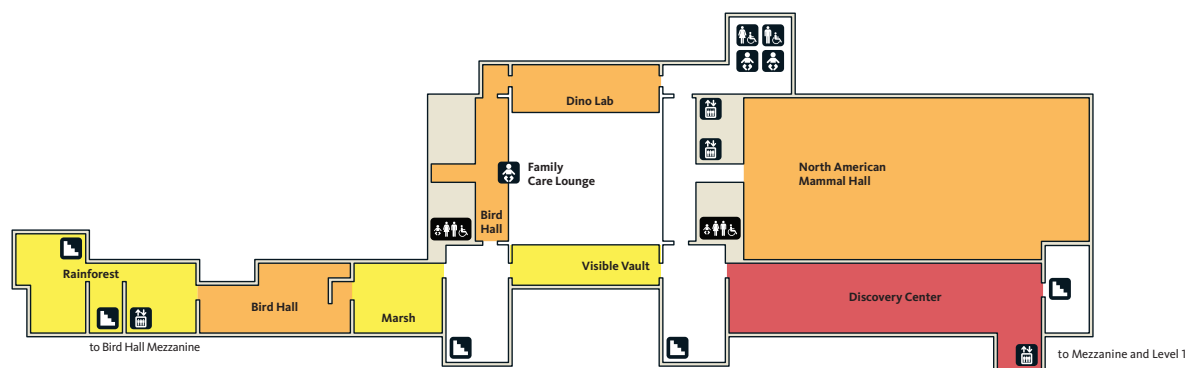 Dino Lab
Family
Care Lounge
North American
Mammal Hall
Bird
Hall
Visible Vault
Rainforest
Bird Hall
Marsh
Discovery Center
to Bird Hall Mezzanine
to Mezzanine and Level 1